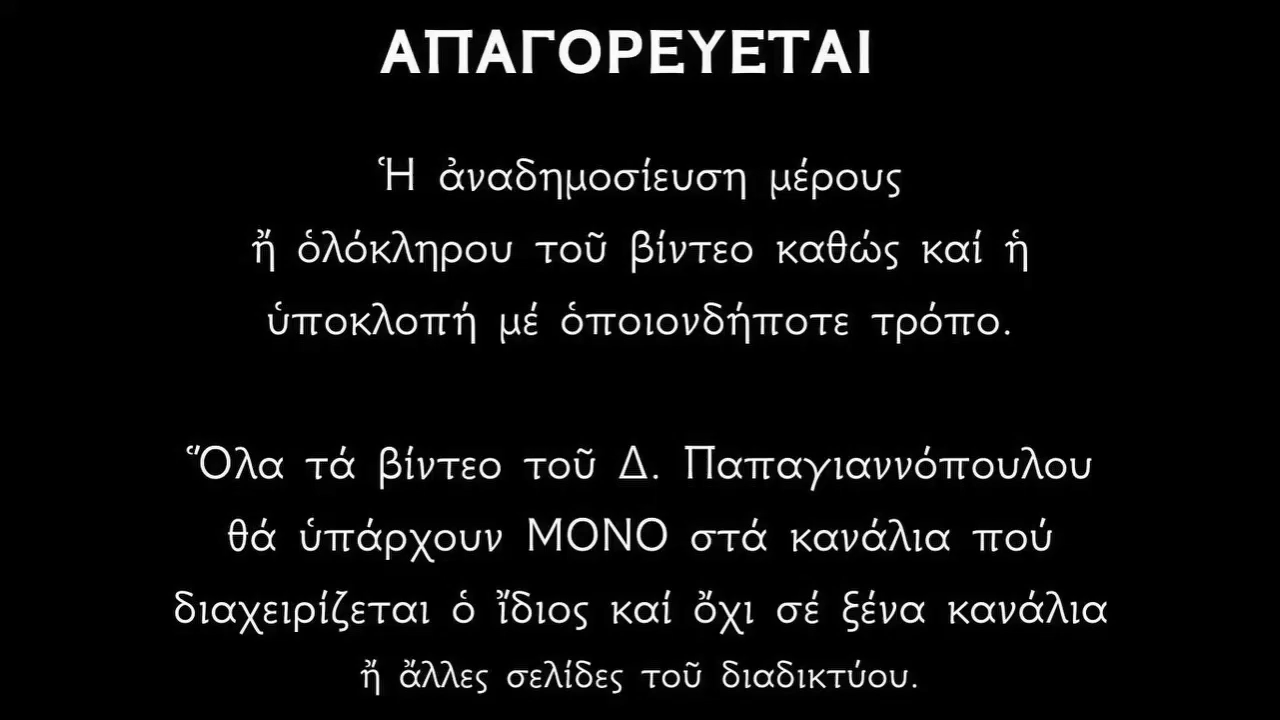 ΑΠΑΓΟΡΕΥΕΤΑΙ
Ἡ ἀναδημοσίευση μέρους
ἤ ὁλόκληρου τοῦ βίντεο καθώς καί ἡ
ὑποκλοπή μέ ὁποιονδήποτε τρόπο.
Ὅλα τά βίντεο τοῦ Δ. Παπαγιαννόπουλου
θά ὑπάρχουν ΜΟΝΟ στά κανάλια πού
διαχειρίζεται ὁ ἴδιος καί ὄχι σέ ξένα κανάλια
ἤ ἄλλες σελίδες τοῦ διαδικτύου.